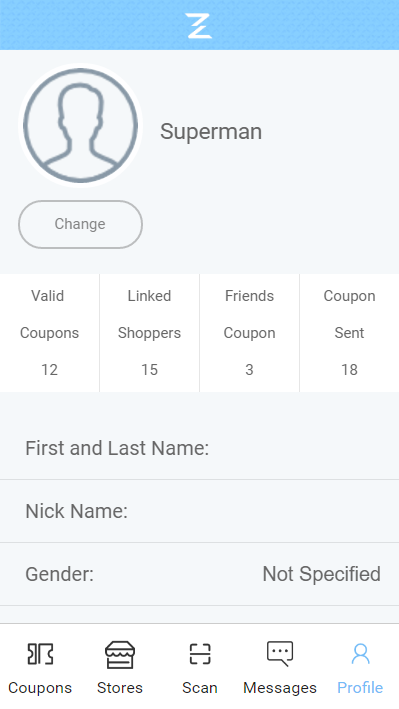 Superman
Change
Valid Coupons 12
Linked Shoppers 15
Friends Coupon 3
Coupon Sent 18
First and Last Name:
Nick Name:
Gender: Not Specified
Coupons Stores Scan Messages Profile